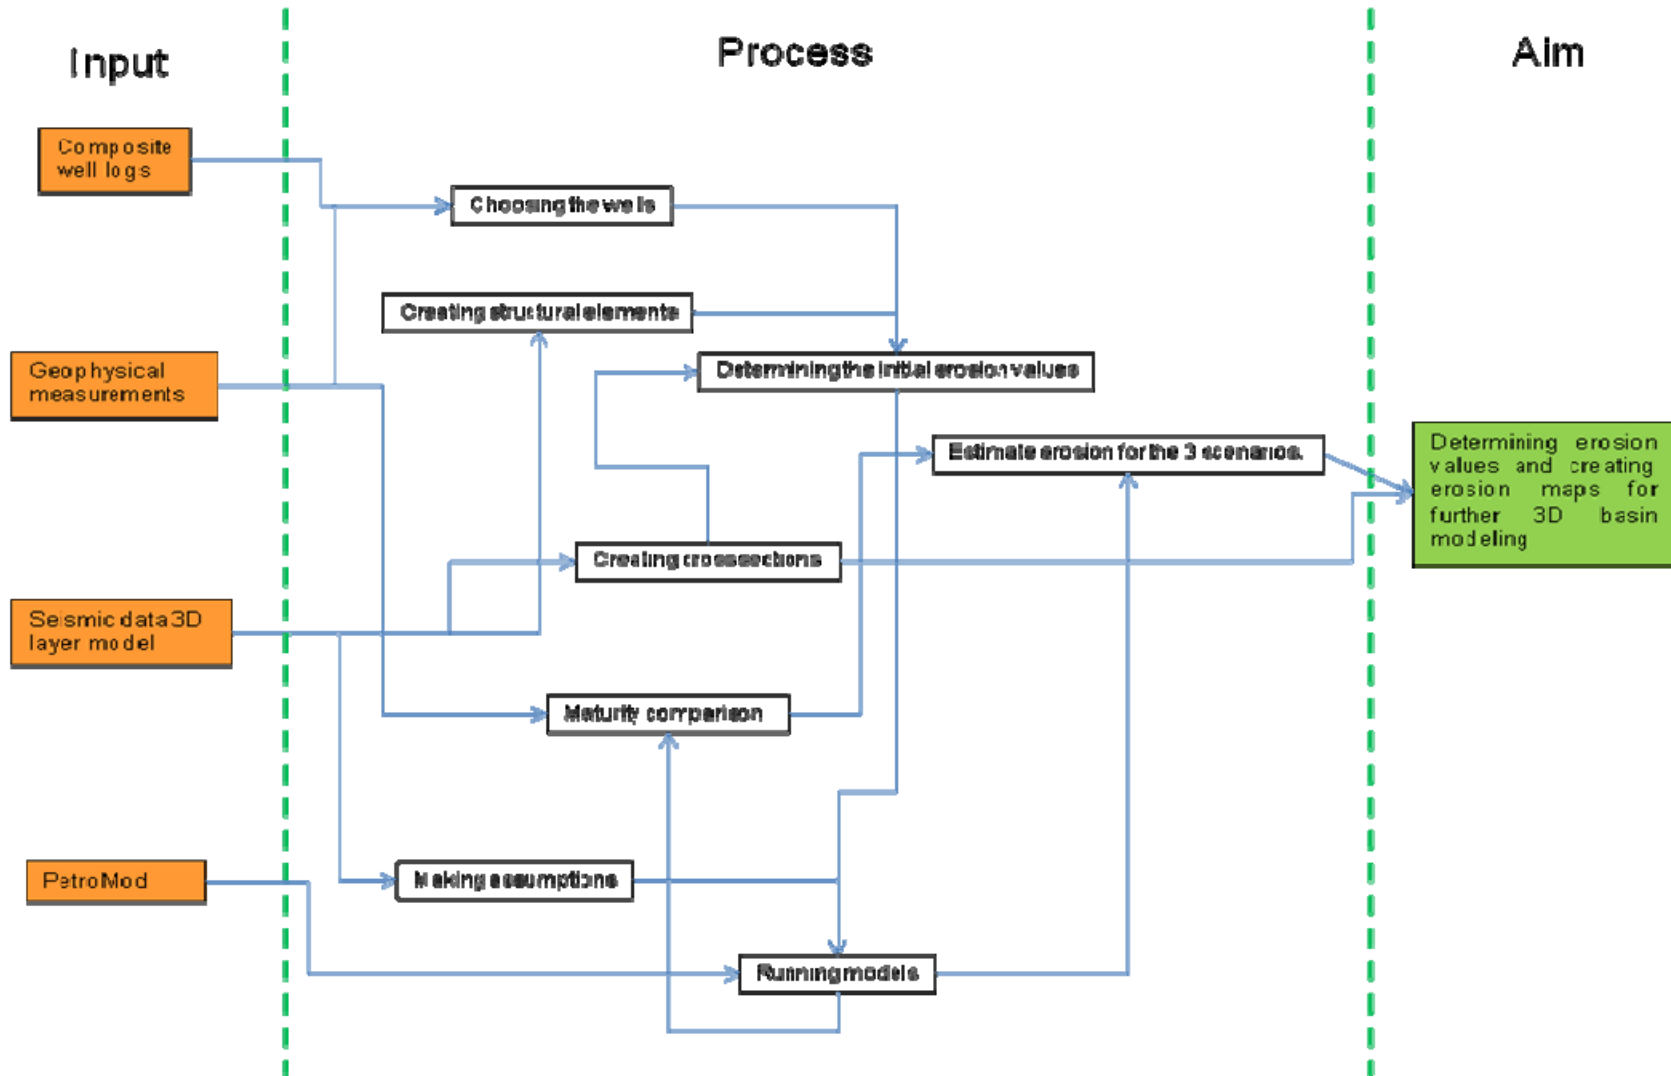 Input
Process
Aim
Composite
well logs
Choosing the wells
Creating structural elements
Geophysical
measurements
Determining the initial erosion values
Estimate erosion for the 3 scenarios.
Determining erosion
values and creating
erosion maps for
further 3D basin
modeling
Creating cross sections
Seismic data 3D
layer model
Maturity comparison
PetroMod
Making assumptions
Running models